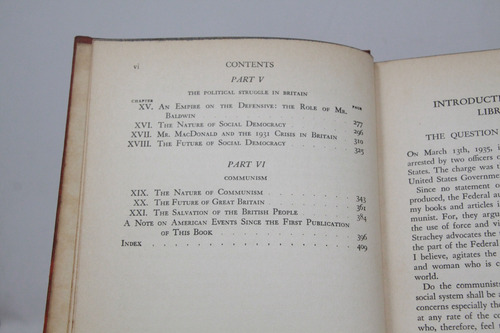 vi CONTENTS
PART V
THE POLITICAL STRUGGLE IN BRITAIN
CHAPTER PAGE
XV. AN EMPIRE ON THE DEFENSIVE: THE ROLE OF MR.
BALDWIN . . . 277
XVI. THE NATURE OF SOCIAL DEMOCRACY . . . 296
XVII. MR. MACDONALD AND THE 1931 CRISIS IN BRITAIN . 310
XVIII. THE FUTURE OF SOCIAL DEMOCRACY . . . 325
PART VI
COMMUNISM
XIX. THE NATURE OF COMMUNISM . . . 343
XX. THE FUTURE OF GREAT BRITAIN . . . 361
XXI. THE SALVATION OF THE BRITISH PEOPLE . . . 384
A NOTE ON AMERICAN EVENTS SINCE THE FIRST PUBLICATION
OF THIS BOOK . . . 396
INDEX . . . 409
INTRODUCT
LIBR
THE QUESTION
ON March 13th, 1935,
arrested by two officers
States. The charge was
United States Governme
Since no statement
produced, the Federal au
my books and articles i
munist. For, they argue
the use of force and vi
Strachey advocates the
part of the Federal
I believe, agitates the
and woman who is c
world.
Do the communists
social system shall be
concerns especially the
at any rate of the
who, therefore, feel